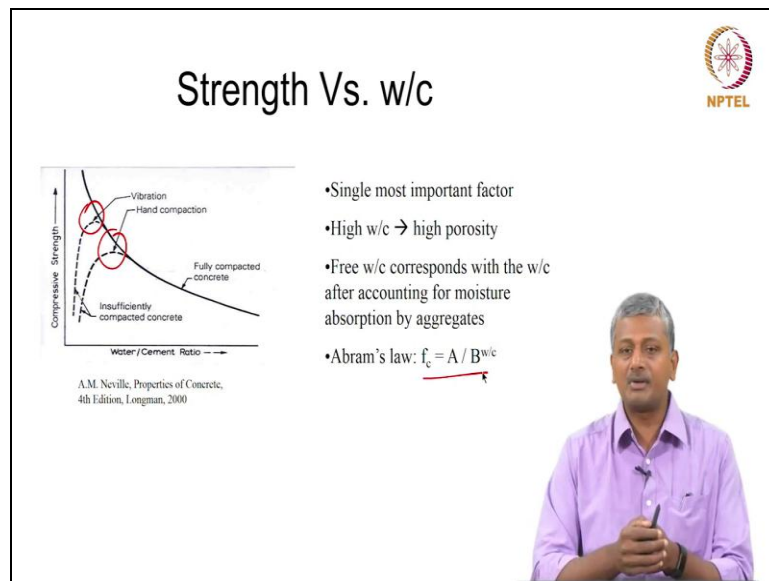 NPTEL
Strength Vs. w/c
Compressive Strength
Vibration
Hand compaction
Fully compacted
concrete
Insufficiently
compacted concrete
Water/Cement Ratio
A.M. Neville, Properties of Concrete,
4th Edition, Longman, 2000
•Single most important factor
•High w/c → high porosity
•Free w/c corresponds with the w/c
after accounting for moisture
absorption by aggregates
•Abram's law: fc = A / B^w/c